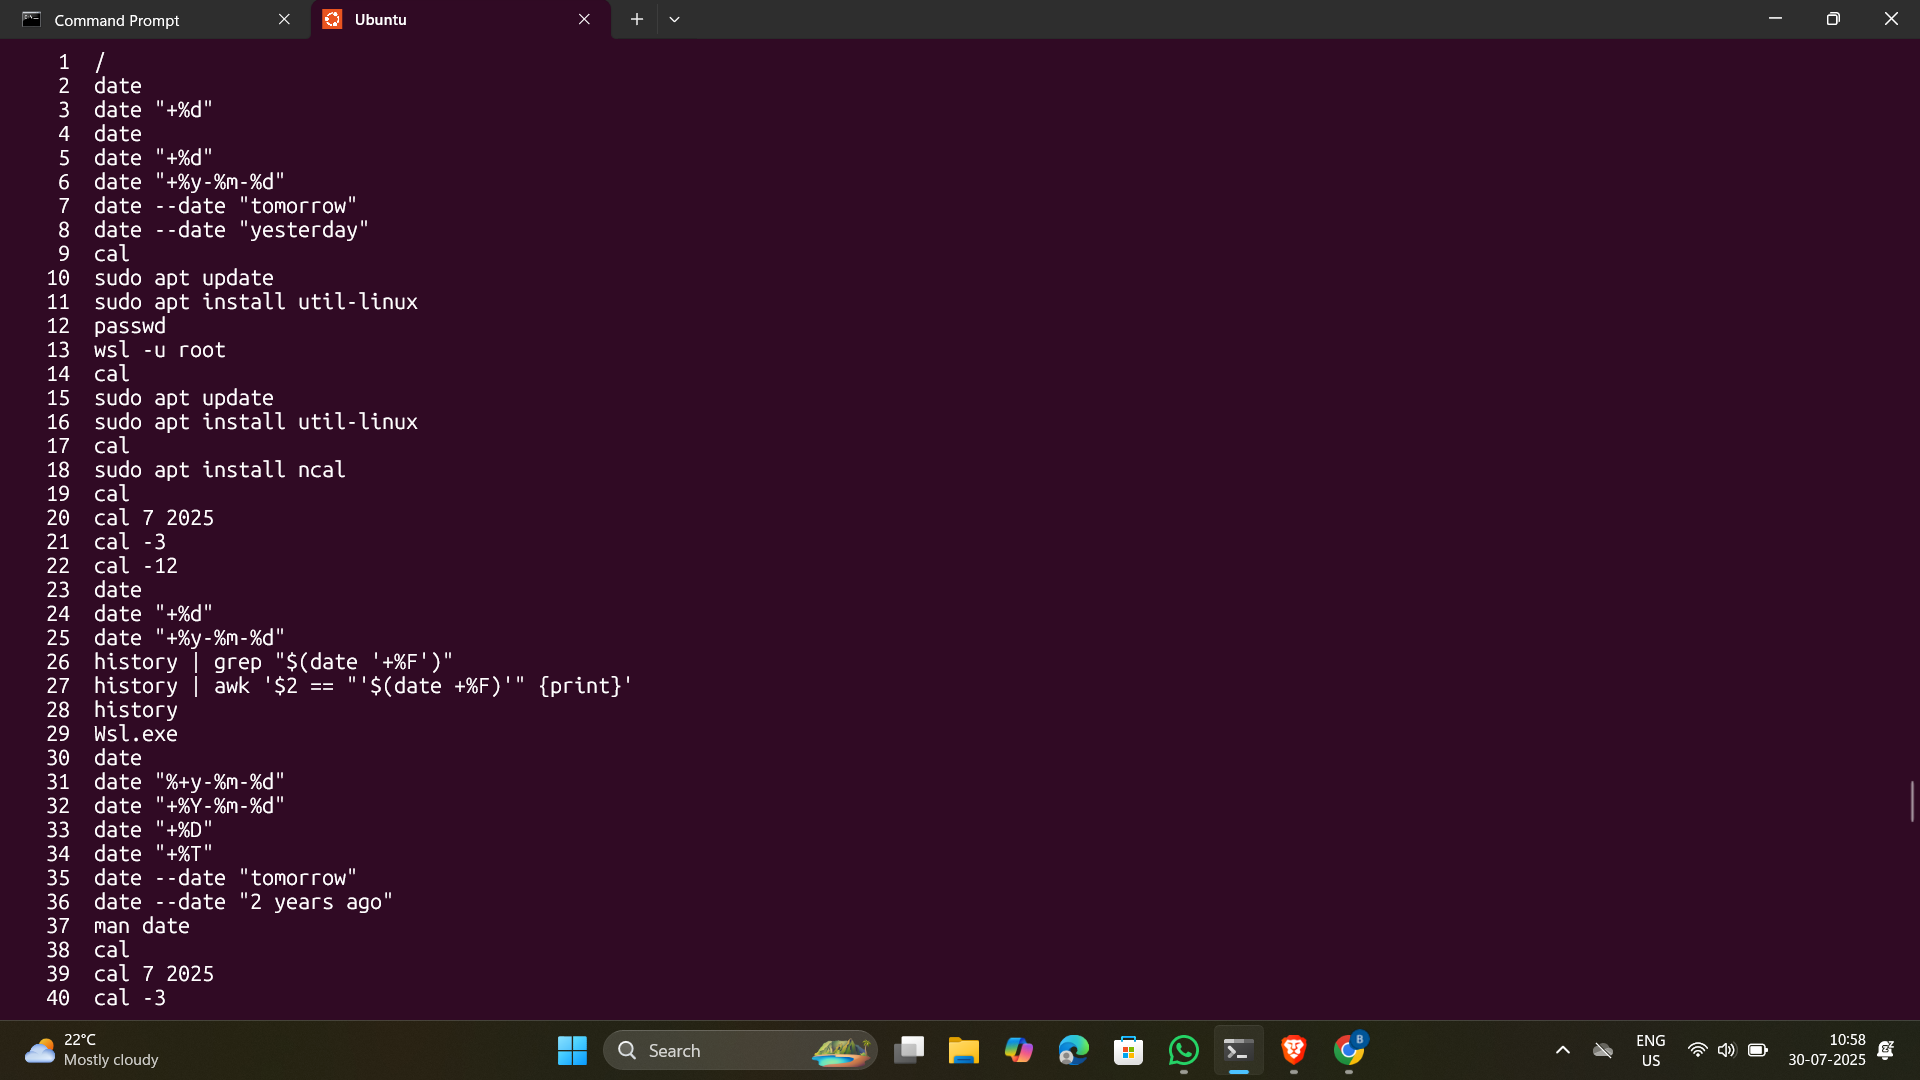 Command Prompt
Ubuntu
1 /
2 date
3 date "+%d"
4 date
5 date "+%d"
6 date "+%y-%m-%d"
7 date --date "tomorrow"
8 date --date "yesterday"
9 cal
10 sudo apt update
11 sudo apt install util-linux
12 passwd
13 wsl -u root
14 cal
15 sudo apt update
16 sudo apt install util-linux
17 cal
18 sudo apt install ncal
19 cal
20 cal 7 2025
21 cal -3
22 cal -12
23 date
24 date "+%d"
25 date "+%y-%m-%d"
26 history | grep "$(date '+%F')"
27 history | awk '$2 == "'$(date +%F)'" {print}'
28 history
29 Wsl.exe
30 date
31 date "%+y-%m-%d"
32 date "+%Y-%m-%d"
33 date "+%D"
34 date "+%T"
35 date --date "tomorrow"
36 date --date "2 years ago"
37 man date
38 cal
39 cal 7 2025
40 cal -3
22°C
Mostly cloudy
Search
B
ENG
US
10:58
30-07-2025